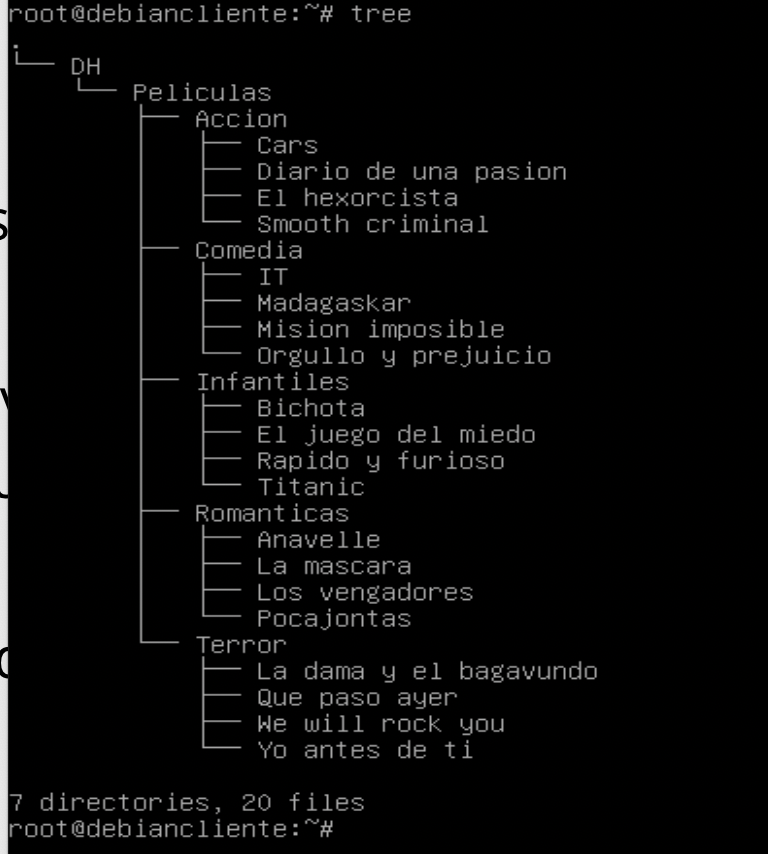 root@debiancliente:~# tree
.
└── DH
    └── Peliculas
        ├── Accion
        │   ├── Cars
        │   ├── Diario de una pasion
        │   ├── El hexorcista
        │   └── Smooth criminal
        ├── Comedia
        │   ├── IT
        │   ├── Madagaskar
        │   ├── Mision imposible
        │   └── Orgullo y prejuicio
        ├── Infantiles
        │   ├── Bichota
        │   ├── El juego del miedo
        │   ├── Rapido y furioso
        │   └── Titanic
        ├── Romanticas
        │   ├── Anavelle
        │   ├── La mascara
        │   ├── Los vengadores
        │   └── Pocajontas
        └── Terror
            ├── La dama y el bagavundo
            ├── Que paso ayer
            ├── We will rock you
            └── Yo antes de ti

7 directories, 20 files
root@debiancliente:~#